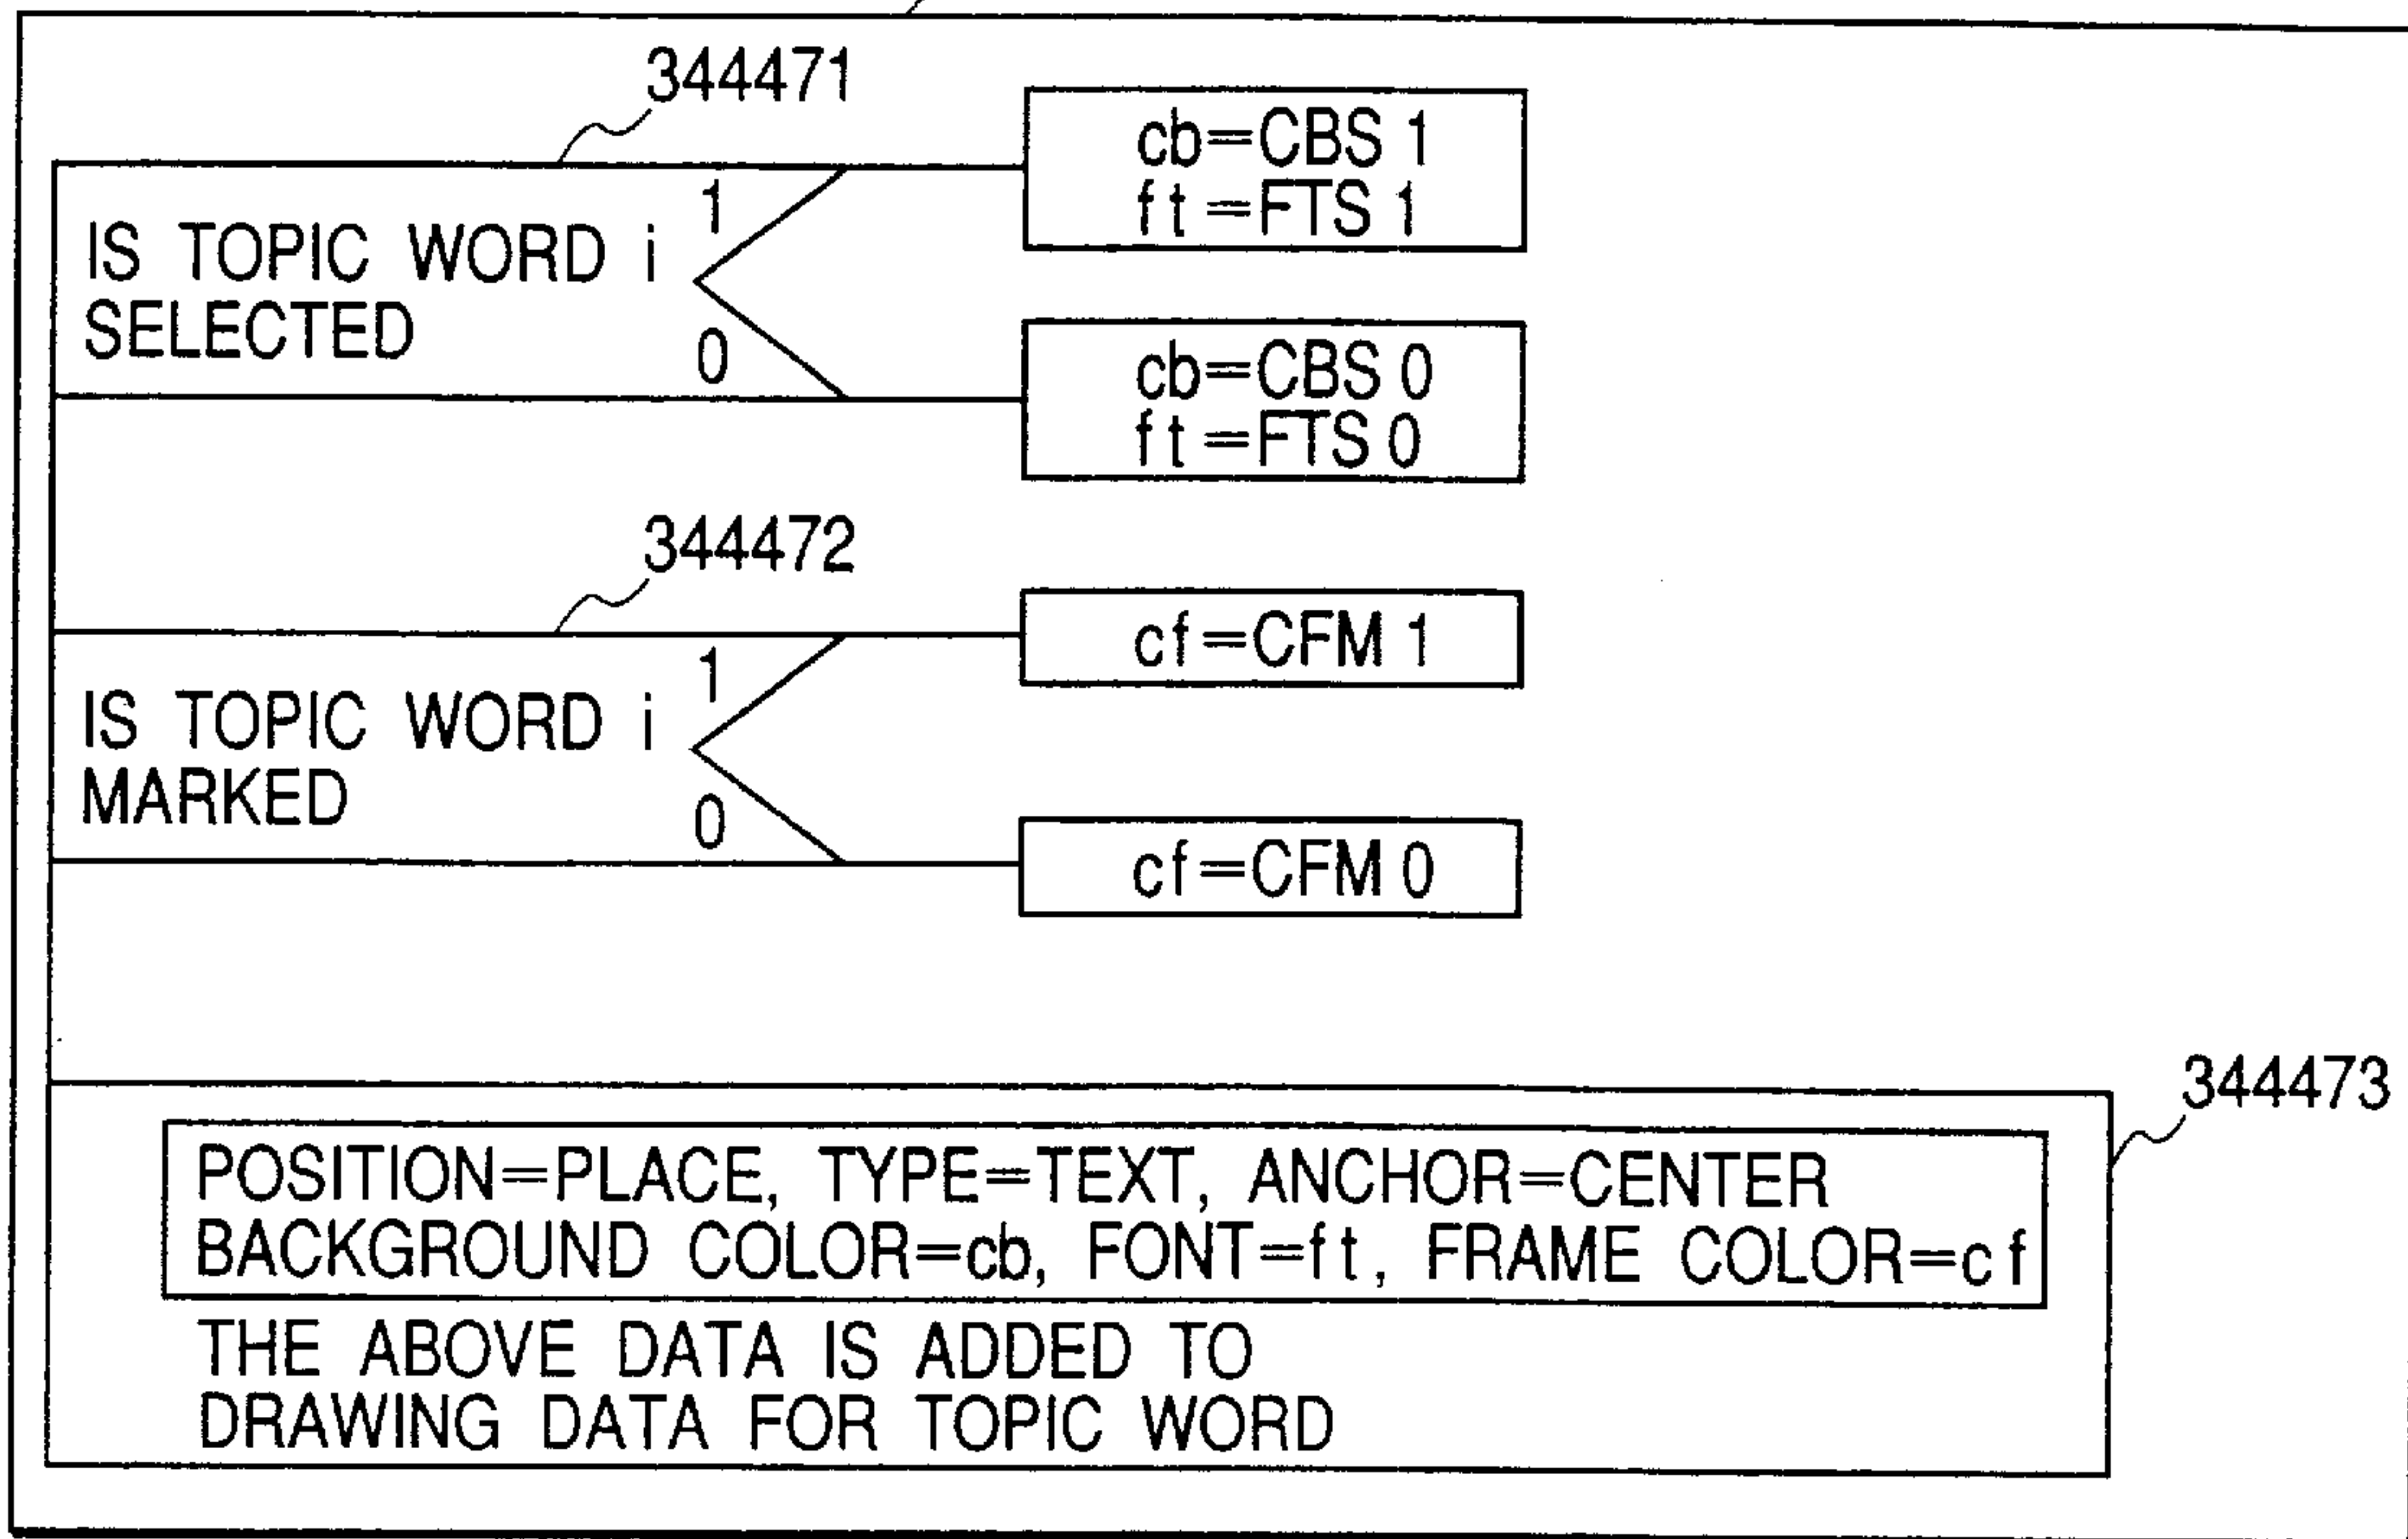 344471
cb=CBS 1
ft=FTS 1
1
IS TOPIC WORD i
SELECTED
0
cb=CBS 0
ft=FTS 0
344472
cf=CFM 1
1
IS TOPIC WORD i
MARKED
0
cf=CFM 0
344473
POSITION=PLACE, TYPE=TEXT, ANCHOR=CENTER
BACKGROUND COLOR=cb, FONT=ft, FRAME COLOR=cf
THE ABOVE DATA IS ADDED TO
DRAWING DATA FOR TOPIC WORD